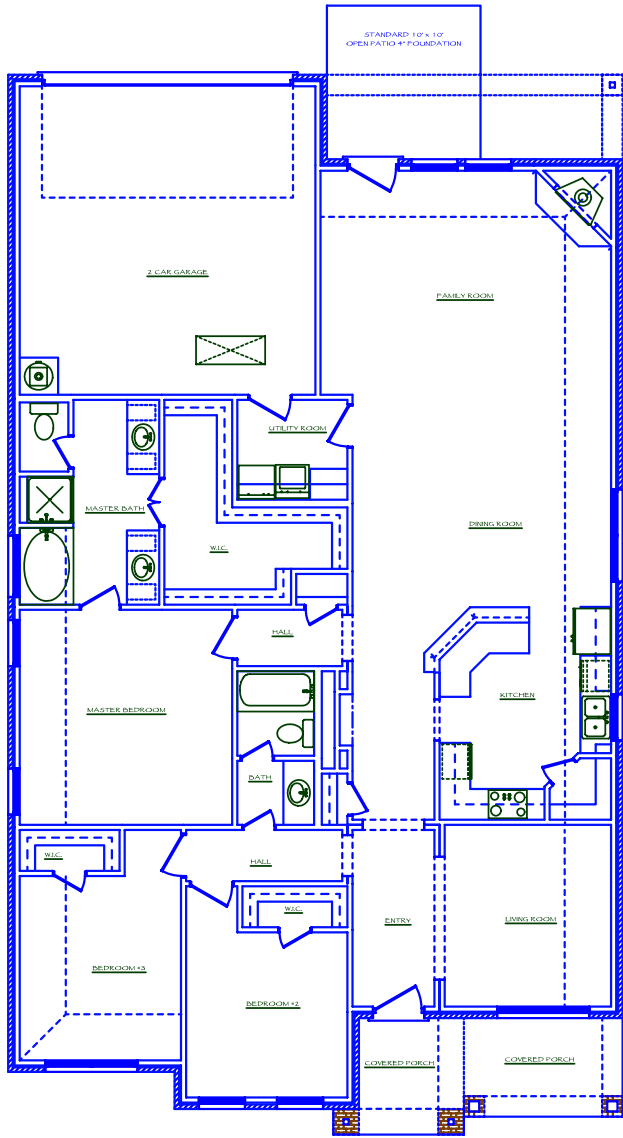 STANDARD 10' x 10'
OPEN PATIO 4" FOUNDATION
2 CAR GARAGE
FAMILY ROOM
UTILITY ROOM
MASTER BATH
DINING ROOM
W.I.C.
HALL
KITCHEN
MASTER BEDROOM
BATH
W.I.C.
HALL
W.I.C.
ENTRY
LIVING ROOM
BEDROOM #3
BEDROOM #2
COVERED PORCH
COVERED PORCH